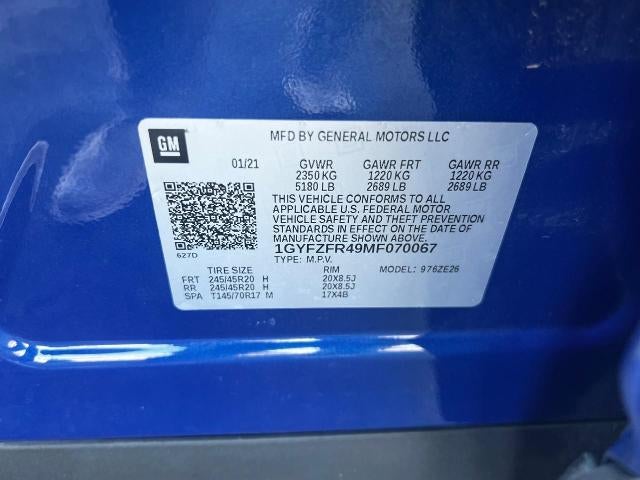 GM
MFD BY GENERAL MOTORS LLC
01/21 GVWR GAWR FRT GAWR RR
2350 KG 1220 KG 1220 KG
5180 LB 2689 LB 2689 LB
THIS VEHICLE CONFORMS TO ALL
APPLICABLE U.S. FEDERAL MOTOR
VEHICLE SAFETY AND THEFT PREVENTION
STANDARDS IN EFFECT ON THE DATE OF
MANUFACTURE SHOWN ABOVE.
627D 1GYFZFR49MF070067
TYPE: M.P.V.
TIRE SIZE RIM MODEL: 976ZE26
FRT 245/45R20 H 20X8.5J
RR 245/45R20 H 20X8.5J
SPA T145/70R17 M 17X4B